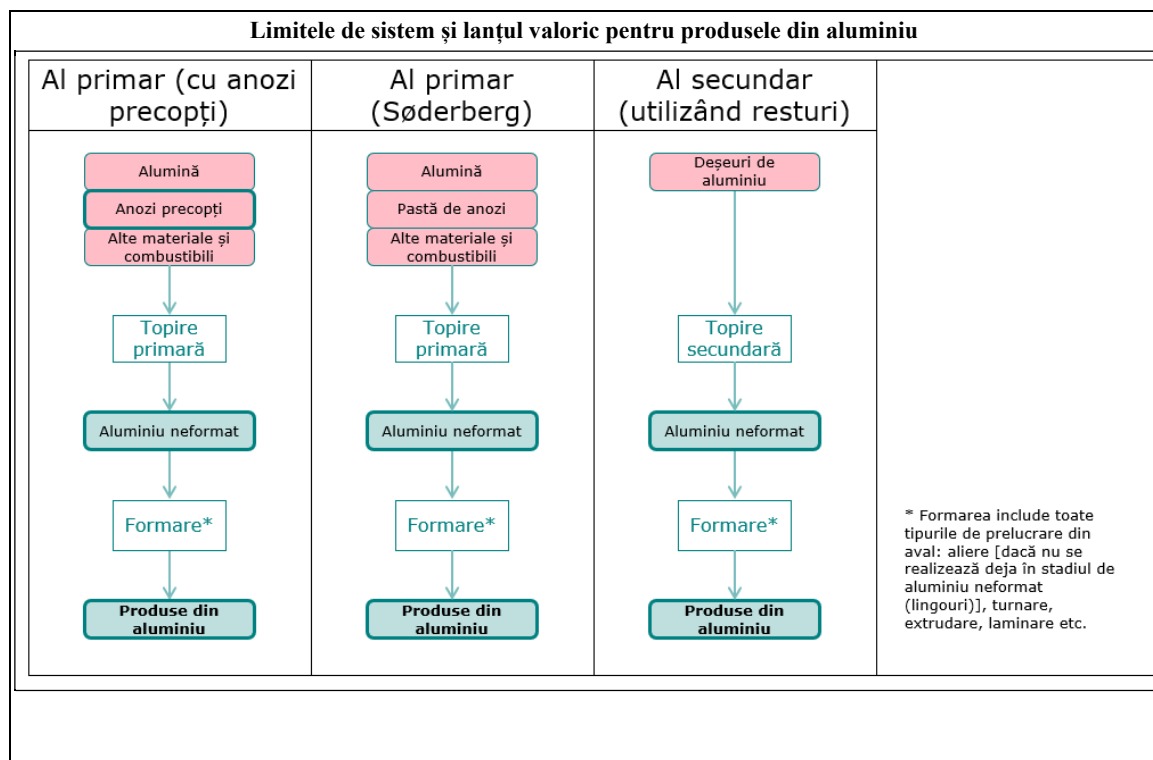 Limitele de sistem și lanțul valoric pentru produsele din aluminiu
Al primar (cu anozi
precopți)
Alumină
Anozi precopți
Alte materiale și
combustibili
Topire
primară
Aluminiu neformat
Formare*
Produse din
aluminiu
Al primar
(Søderberg)
Alumină
Pastă de anozi
Alte materiale și
combustibili
Topire
primară
Aluminiu neformat
Formare*
Produse din
aluminiu
Al secundar
(utilizând resturi)
Deșeuri de
aluminiu
Topire
secundară
Aluminiu neformat
Formare*
Produse din
aluminiu
* Formarea include toate
tipurile de prelucrare din
aval: aliere [dacă nu se
realizează deja în stadiul de
aluminiu neformat
(lingouri)], turnare,
extrudare, laminare etc.